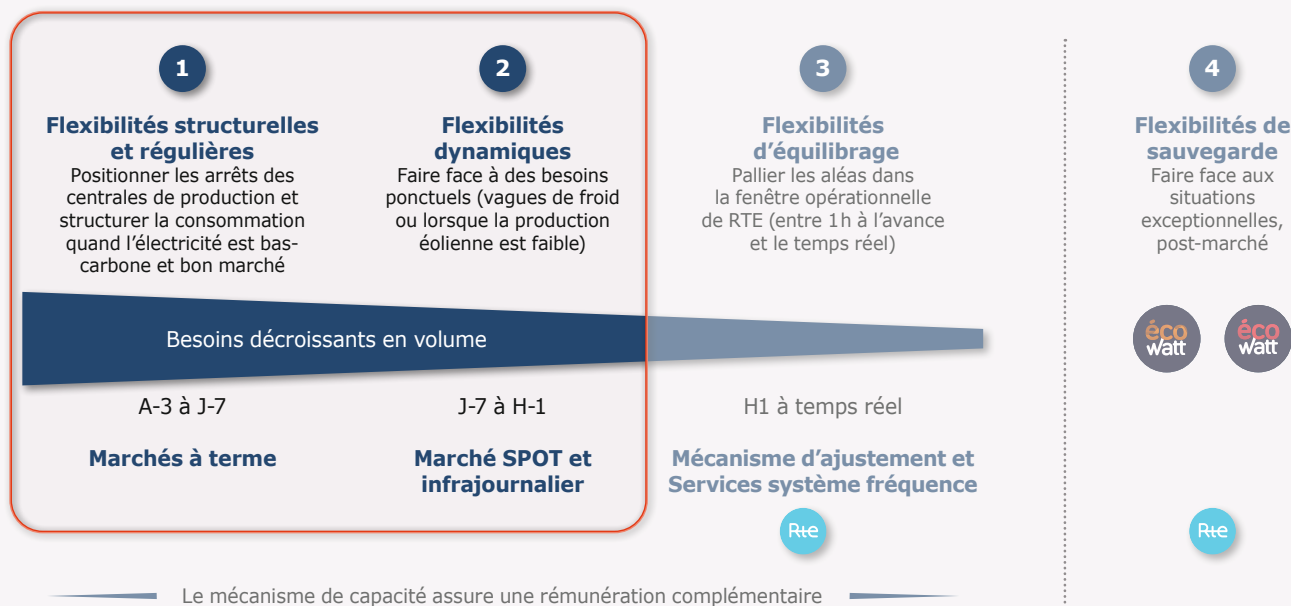 1
Flexibilités structurelles
et régulières
Positionner les arrêts des
centrales de production et
structurer la consommation
quand l'électricité est bas-
carbone et bon marché
2
Flexibilités
dynamiques
Faire face à des besoins
ponctuels (vagues de froid
ou lorsque la production
éolienne est faible)
3
Flexibilités
d'équilibrage
Pallier les aléas dans
la fenêtre opérationnelle
de RTE (entre 1h à l'avance
et le temps réel)
4
Flexibilités de
sauvegarde
Faire face aux
situations
exceptionnelles,
post-marché
Besoins décroissants en volume
éco
watt
éco
watt
A-3 à J-7
J-7 à H-1
H1 à temps réel
Marchés à terme
Marché SPOT et
infrajournalier
Mécanisme d'ajustement et
Services système fréquence
Rte
Rte
Le mécanisme de capacité assure une rémunération complémentaire